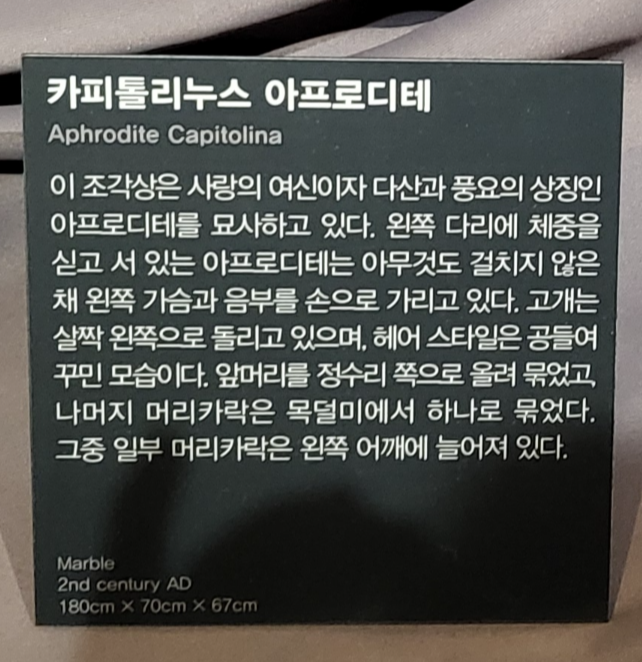 카피톨리누스 아프로디테
Aphrodite Capitolina
이 조각상은 사랑의 여신이자 다산과 풍요의 상징인
아프로디테를 묘사하고 있다. 왼쪽 다리에 체중을
싣고 서 있는 아프로디테는 아무것도 걸치지 않은
채 왼쪽 가슴과 음부를 손으로 가리고 있다. 고개는
살짝 왼쪽으로 돌리고 있으며, 헤어 스타일은 공들여
꾸민 모습이다. 앞머리를 정수리 쪽으로 올려 묶었고,
나머지 머리카락은 목덜미에서 하나로 묶었다.
그중 일부 머리카락은 왼쪽 어깨에 늘어져 있다.
Marble
2nd century AD
180cm × 70cm × 67cm